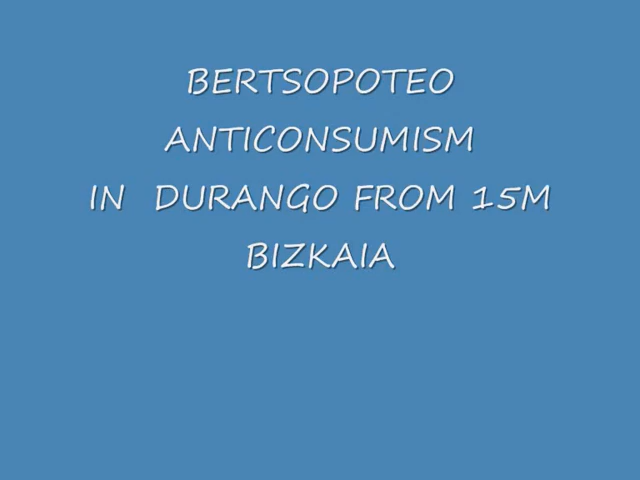 BERTSOPOTEO
ANTICONSUMISM
IN DURANGO FROM 15M
BIZKAIA